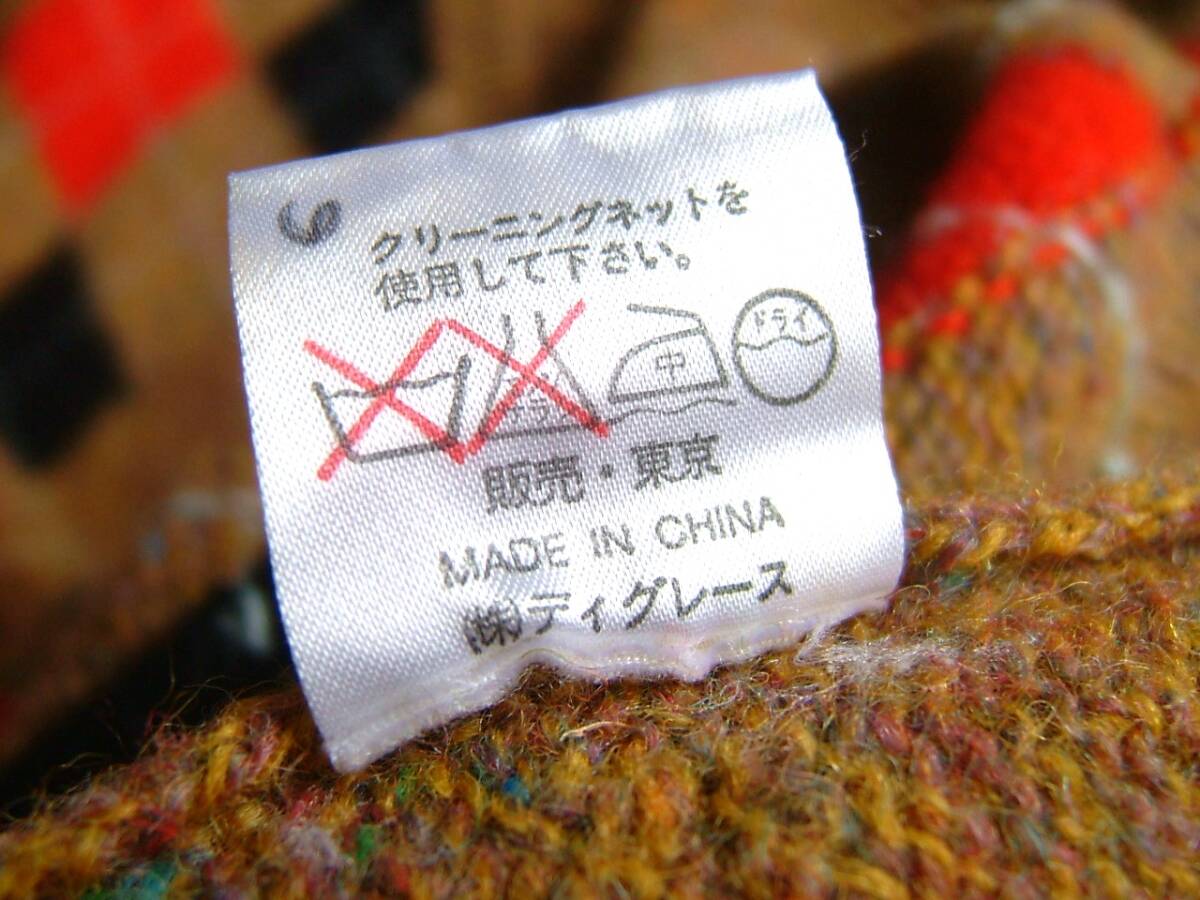 6
クリーニングネットを
使用して下さい。
中 ドライ
販売・東京
MADE IN CHINA
㈱ディグレース